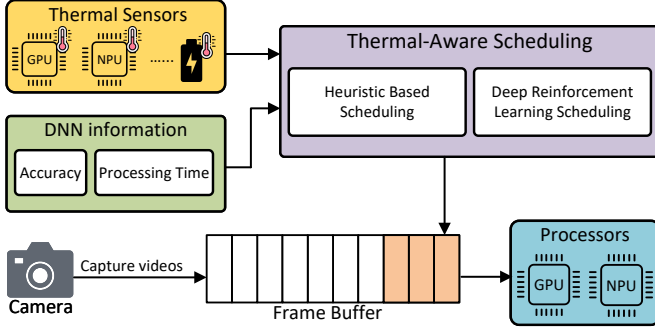 Thermal Sensors
GPU
NPU
......
DNN information
Accuracy
Processing Time
Thermal-Aware Scheduling
Heuristic Based
Scheduling
Deep Reinforcement
Learning Scheduling
Camera
Capture videos
Frame Buffer
Processors
GPU
NPU